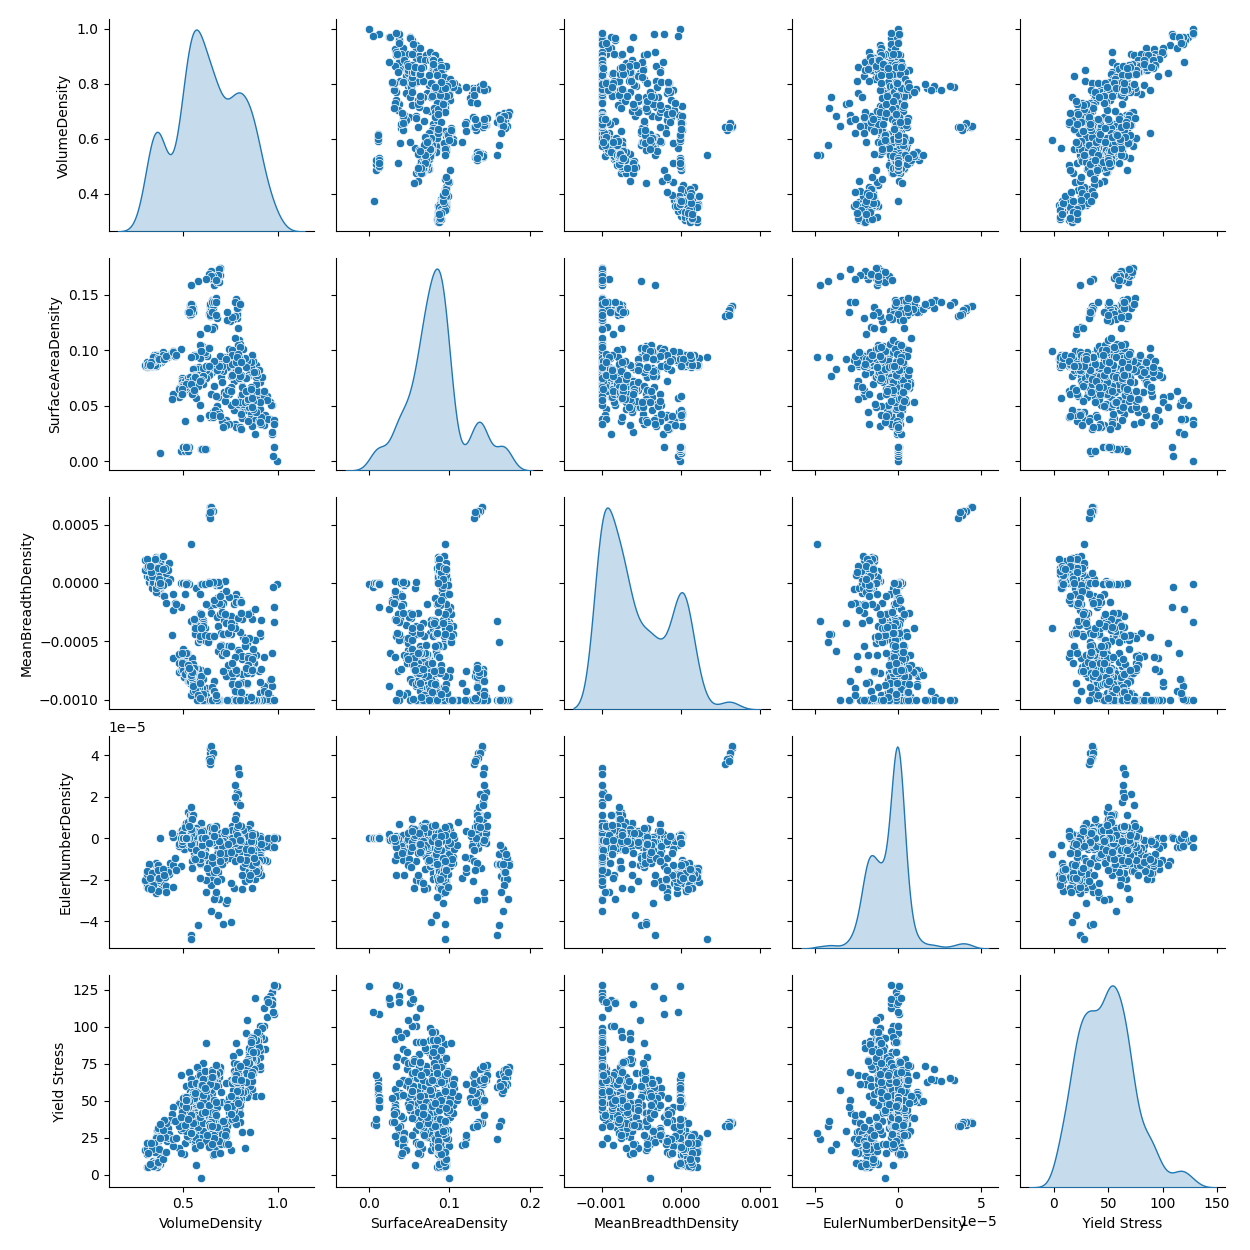 1.0
0.8
0.6
0.4
VolumeDensity
0.15
0.10
0.05
0.00
SurfaceAreaDensity
0.0005
0.0000
−0.0005
−0.0010
MeanBreadthDensity
1e−5
4
2
0
−2
−4
EulerNumberDensity
125
100
75
50
25
0
Yield Stress
0.5 1.0
VolumeDensity
0.0 0.1 0.2
SurfaceAreaDensity
−0.001 0.000 0.001
MeanBreadthDensity
−5 0 5
EulerNumberDensity
1e−5
0 50 100 150
Yield Stress